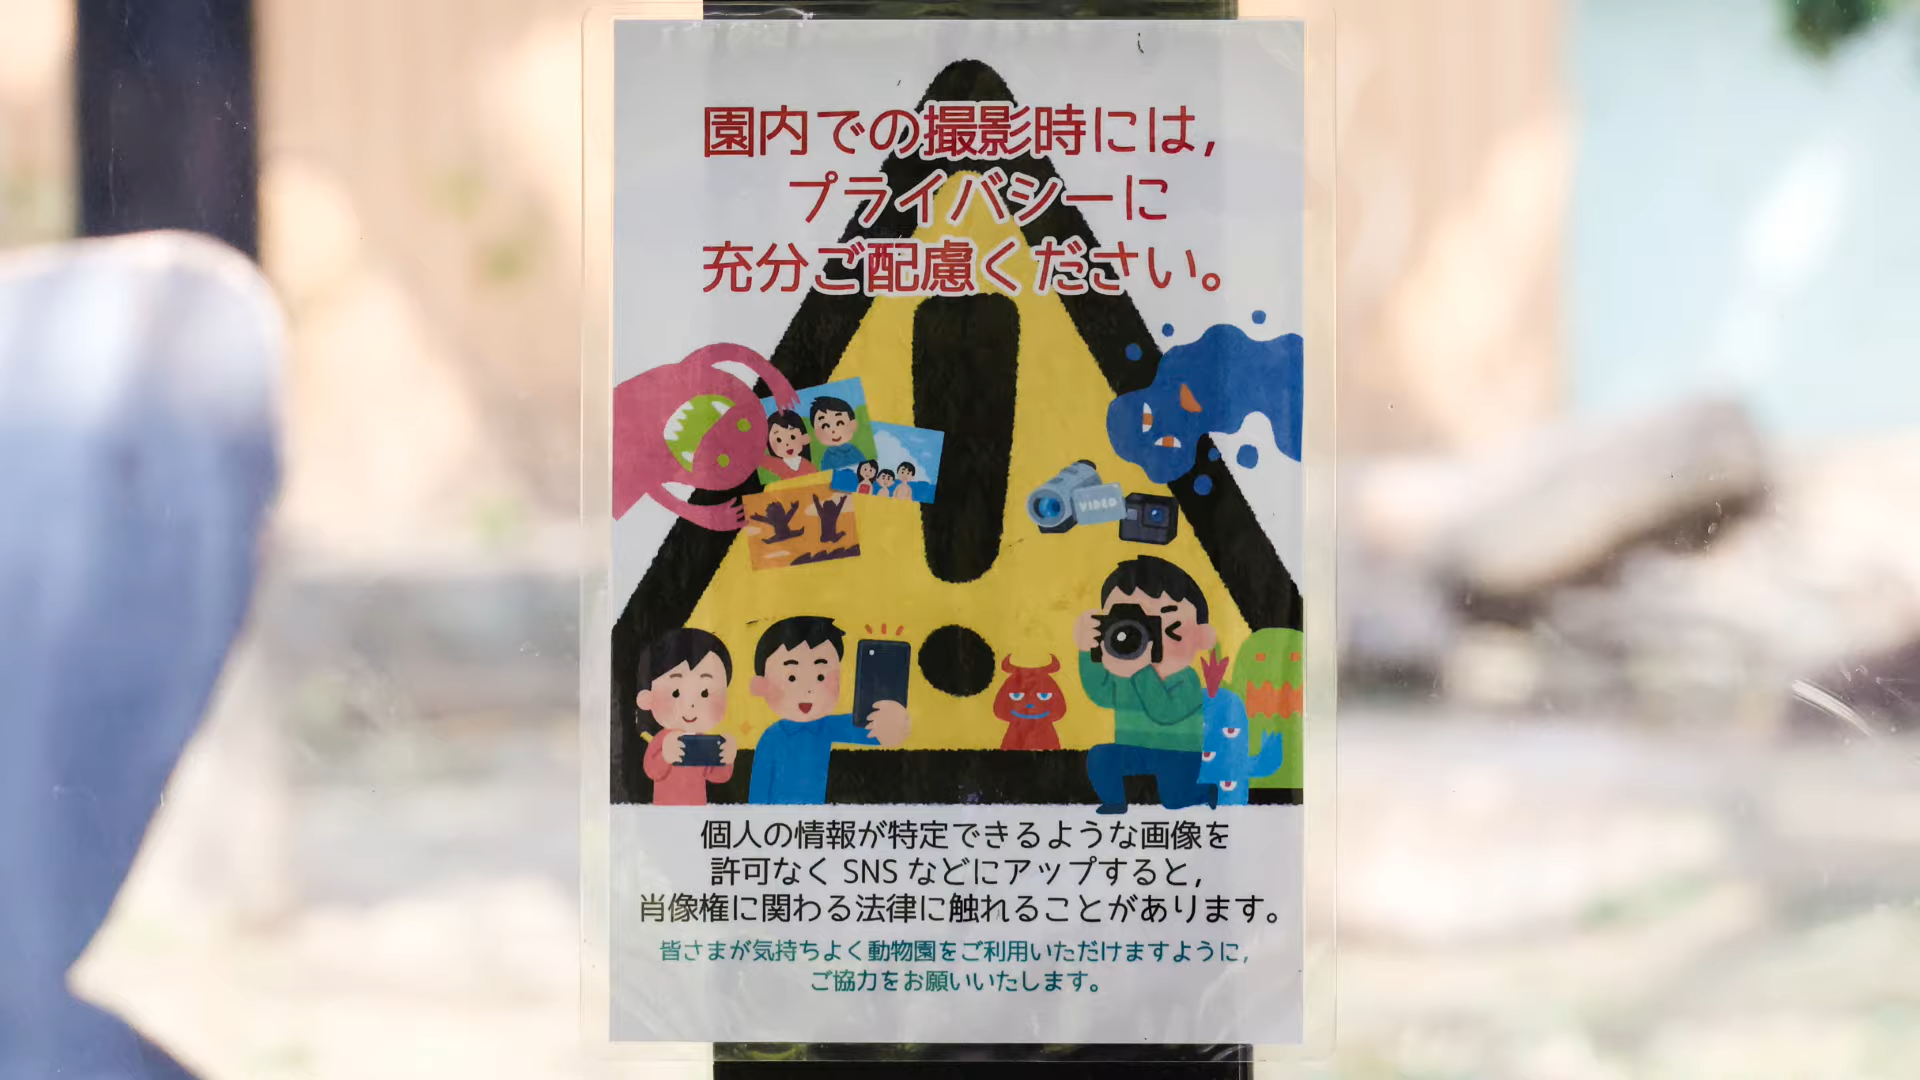 園内での撮影時には,
プライバシーに
充分ご配慮ください。
VIDEO
個人の情報が特定できるような画像を
許可なく SNS などにアップすると,
肖像権に関わる法律に触れることがあります。
皆さまが気持ちよく動物園をご利用いただけますように,
ご協力をお願いいたします。